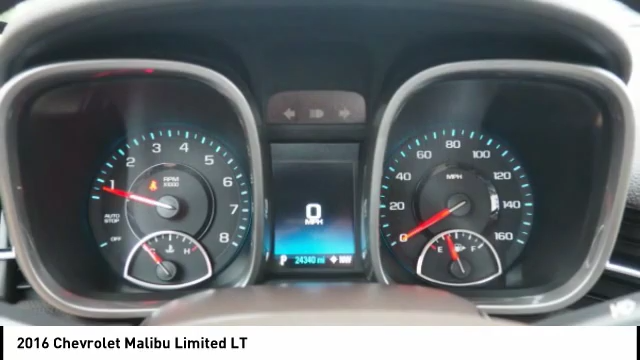 1 2 3 4 5 6 7 8
RPM
X1000
AUTO
STOP
OFF
C H
0
MPH
P 24340 mi NW
0 20 40 60 80 100 120 140 160
MPH
E F
2016 Chevrolet Malibu Limited LT